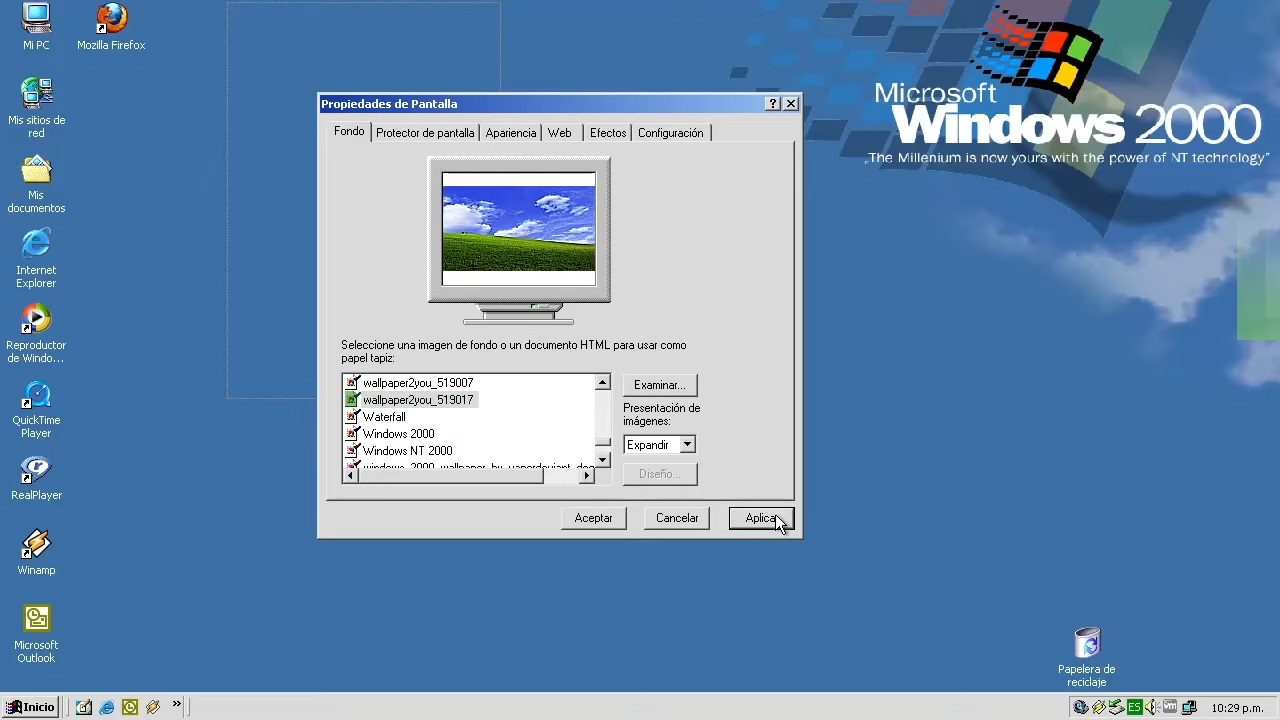 Mi PC
Mozilla Firefox
Mis sitios de
red
Mis
documentos
Internet
Explorer
Reproductor
de Windo...
QuickTime
Player
RealPlayer
Winamp
Microsoft
Outlook
Microsoft
Windows 2000
„The Millenium is now yours with the power of NT technology”
Propiedades de Pantalla
Fondo
Protector de pantalla
Apariencia
Web
Efectos
Configuración
Seleccione una imagen de fondo o un documento HTML para usar como
papel tapiz:
wallpaper2you_519007
wallpaper2you_519017
Waterfall
Windows 2000
Windows NT 2000
Examinar...
Presentación de
imágenes:
Expandir
Diseño...
Aceptar
Cancelar
Aplica
Papelera de
reciclaje
Inicio
»
ES
10:29 p.m.